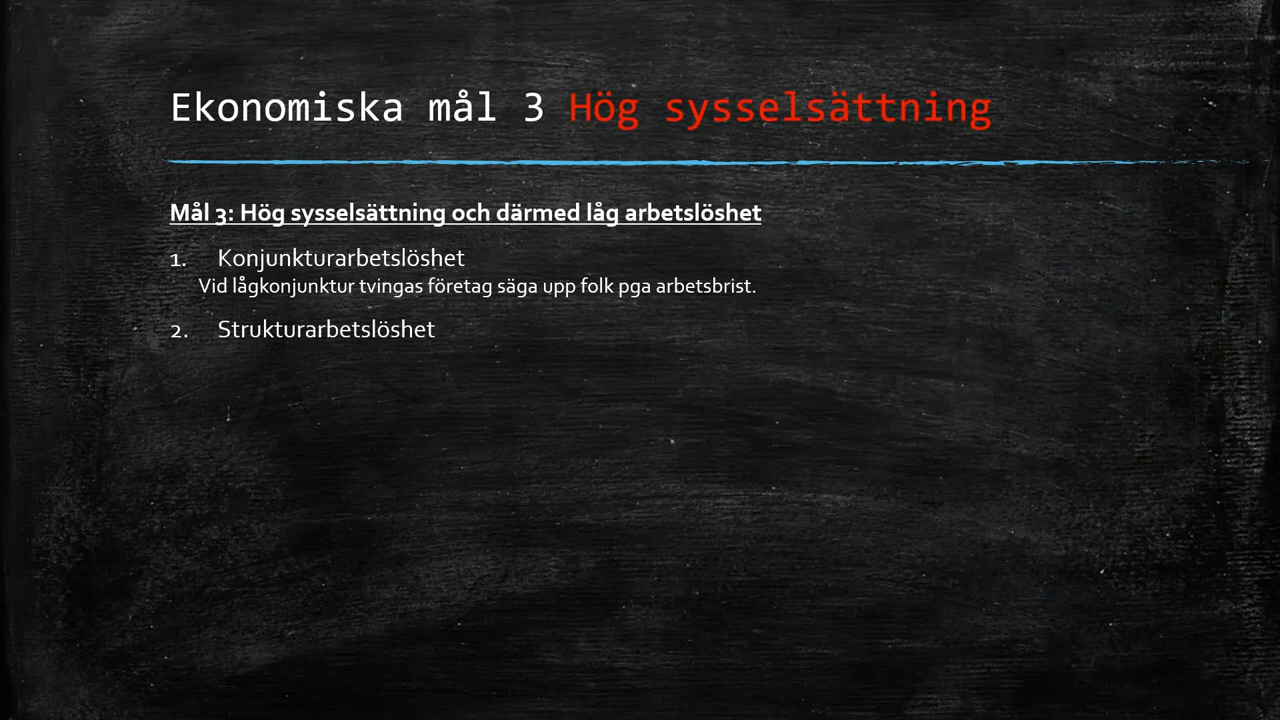 Ekonomiska mål 3 Hög sysselsättning
Mål 3: Hög sysselsättning och därmed låg arbetslöshet
1. Konjunkturarbetslöshet
Vid lågkonjunktur tvingas företag säga upp folk pga arbetsbrist.
2. Strukturarbetslöshet